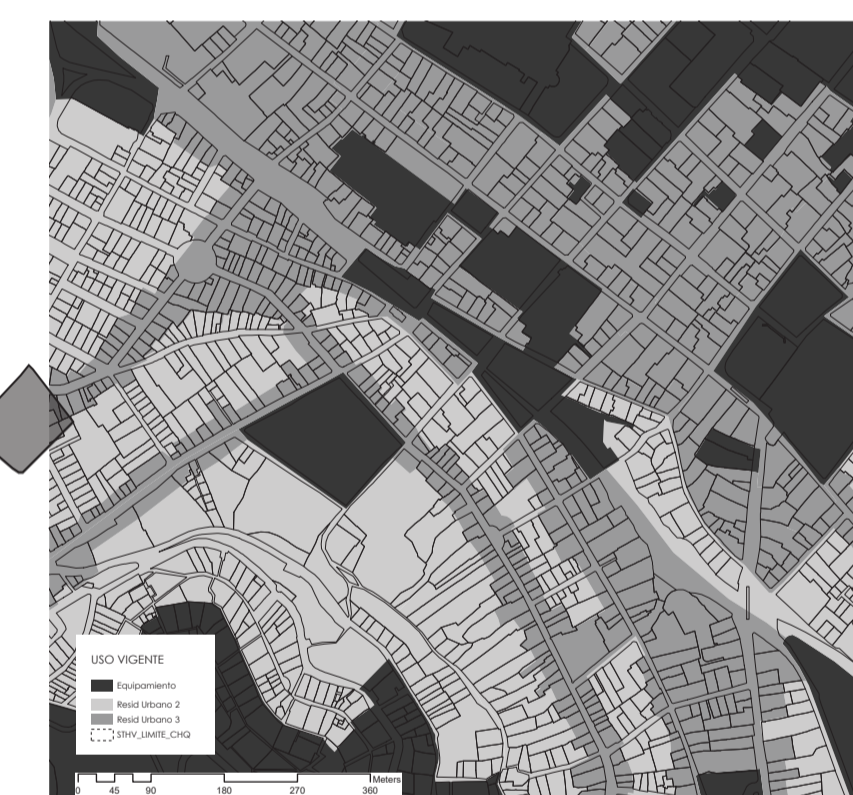 USO VIGENTE
Equipamiento
Resid Urbano 2
Resid Urbano 3
STHV_LIMITE_CHQ
Meters
0 45 90 180 270 360